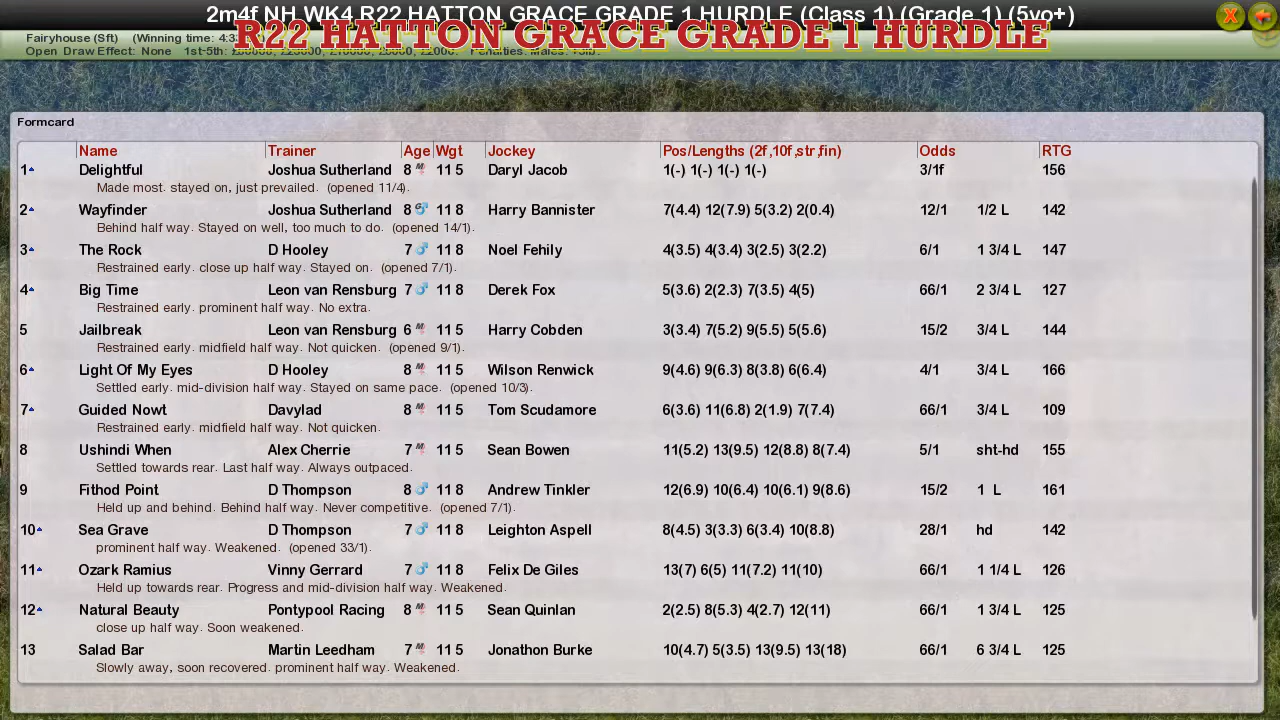 2m4f NH WK4 R22 HATTON GRACE GRADE 1 HURDLE (Class 1) (Grade 1) (5yo+)
R22 HATTON GRACE GRADE 1 HURDLE
Fairyhouse (Sft) (Winning time: 4:3
Open Draw Effect: None 1st-5th: Penalties: Males: +3lb.
Formcard
Name Trainer Age Wgt Jockey Pos/Lengths (2f,10f,str,fin) Odds RTG
1 Delightful Joshua Sutherland 8 M 11 5 Daryl Jacob 1(-) 1(-) 1(-) 1(-) 3/1f 156
Made most. stayed on, just prevailed. (opened 11/4).
2 Wayfinder Joshua Sutherland 8 G 11 8 Harry Bannister 7(4.4) 12(7.9) 5(3.2) 2(0.4) 12/1 1/2 L 142
Behind half way. Stayed on well, too much to do. (opened 14/1).
3 The Rock D Hooley 7 11 8 Noel Fehily 4(3.5) 4(3.4) 3(2.5) 3(2.2) 6/1 1 3/4 L 147
Restrained early. close up half way. Stayed on. (opened 7/1).
4 Big Time Leon van Rensburg 7 11 8 Derek Fox 5(3.6) 2(2.3) 7(3.5) 4(5) 66/1 2 3/4 L 127
Restrained early. prominent half way. No extra.
5 Jailbreak Leon van Rensburg 6 M 11 5 Harry Cobden 3(3.4) 7(5.2) 9(5.5) 5(5.6) 15/2 3/4 L 144
Restrained early. midfield half way. Not quicken. (opened 9/1).
6 Light Of My Eyes D Hooley 8 M 11 5 Wilson Renwick 9(4.6) 9(6.3) 8(3.8) 6(6.4) 4/1 3/4 L 166
Settled early. mid-division half way. Stayed on same pace. (opened 10/3).
7 Guided Nowt Davylad 8 M 11 5 Tom Scudamore 6(3.6) 11(6.8) 2(1.9) 7(7.4) 66/1 3/4 L 109
Restrained early. midfield half way. Not quicken.
8 Ushindi When Alex Cherrie 7 M 11 5 Sean Bowen 11(5.2) 13(9.5) 12(8.8) 8(7.4) 5/1 sht-hd 155
Settled towards rear. Last half way. Always outpaced.
9 Fithod Point D Thompson 8 11 8 Andrew Tinkler 12(6.9) 10(6.4) 10(6.1) 9(8.6) 15/2 1 L 161
Held up and behind. Behind half way. Never competitive. (opened 7/1).
10 Sea Grave D Thompson 7 11 8 Leighton Aspell 8(4.5) 3(3.3) 6(3.4) 10(8.8) 28/1 hd 142
prominent half way. Weakened. (opened 33/1).
11 Ozark Ramius Vinny Gerrard 7 11 8 Felix De Giles 13(7) 6(5) 11(7.2) 11(10) 66/1 1 1/4 L 126
Held up towards rear. Progress and mid-division half way. Weakened.
12 Natural Beauty Pontypool Racing 8 M 11 5 Sean Quinlan 2(2.5) 8(5.3) 4(2.7) 12(11) 66/1 1 3/4 L 125
close up half way. Soon weakened.
13 Salad Bar Martin Leedham 7 M 11 5 Jonathon Burke 10(4.7) 5(3.5) 13(9.5) 13(18) 66/1 6 3/4 L 125
Slowly away, soon recovered. prominent half way. Weakened.